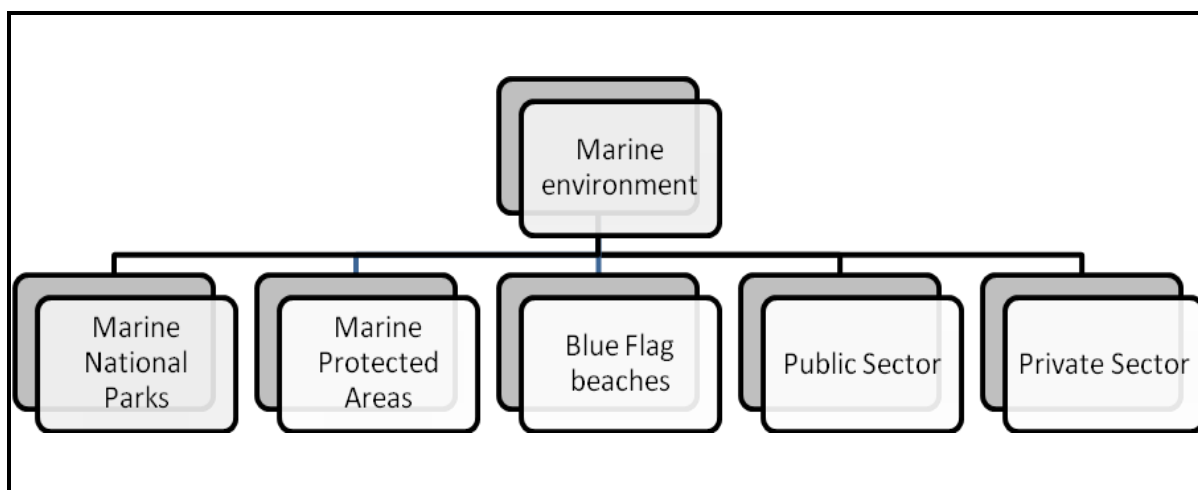 Marine
environment
Marine
National
Parks
Marine
Protected
Areas
Blue Flag
beaches
Public Sector
Private Sector